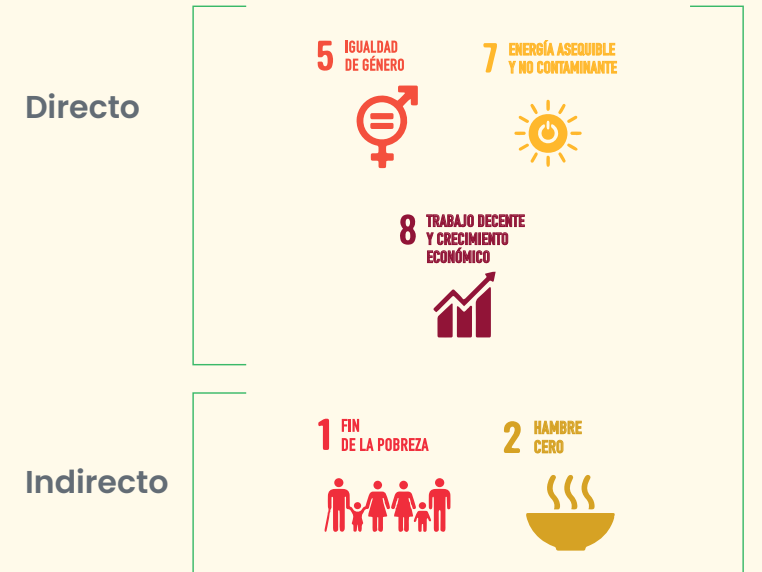 Directo
5 IGUALDAD
DE GÉNERO
7 ENERGÍA ASEQUIBLE
Y NO CONTAMINANTE
8 TRABAJO DECENTE
Y CRECIMIENTO
ECONÓMICO
Indirecto
1 FIN
DE LA POBREZA
2 HAMBRE
CERO